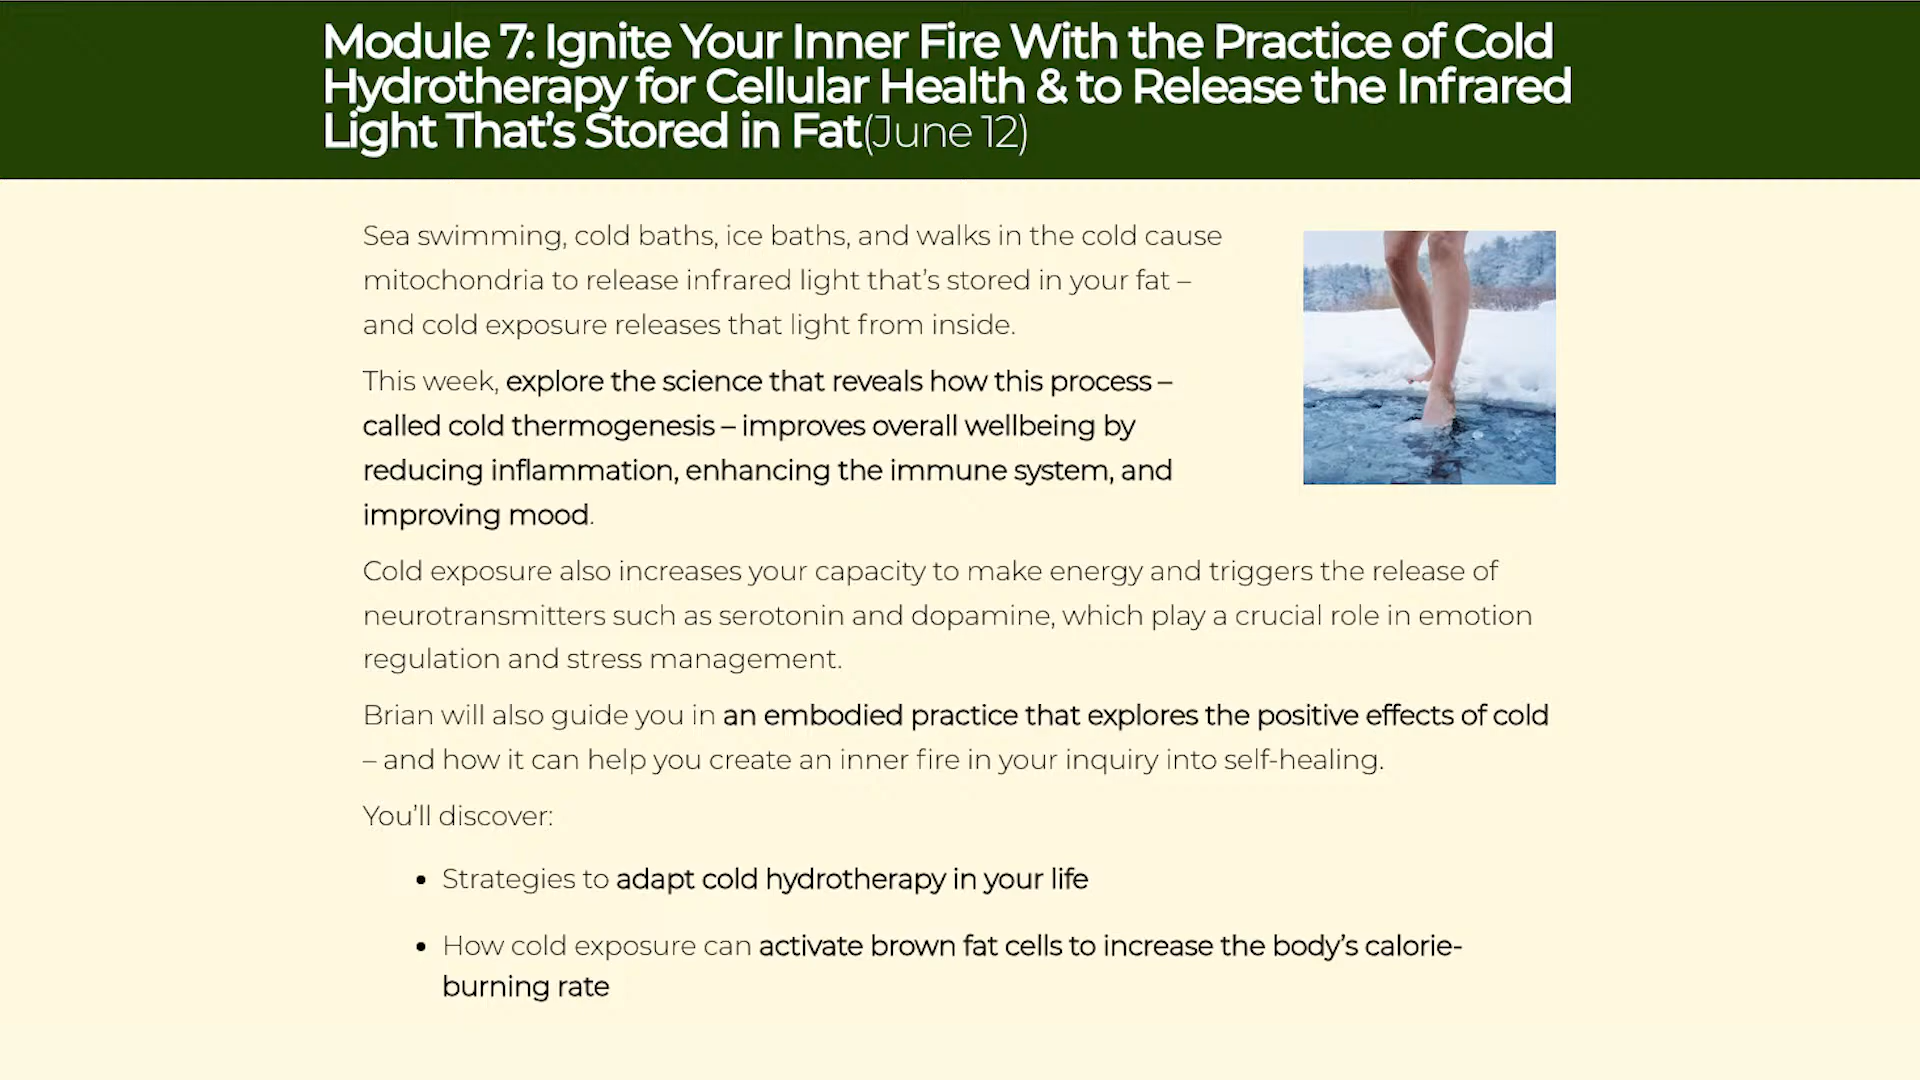 Module 7: Ignite Your Inner Fire With the Practice of Cold
Hydrotherapy for Cellular Health & to Release the Infrared
Light That’s Stored in Fat(June 12)
Sea swimming, cold baths, ice baths, and walks in the cold cause
mitochondria to release infrared light that’s stored in your fat –
and cold exposure releases that light from inside.
This week, explore the science that reveals how this process –
called cold thermogenesis – improves overall wellbeing by
reducing inflammation, enhancing the immune system, and
improving mood.
Cold exposure also increases your capacity to make energy and triggers the release of
neurotransmitters such as serotonin and dopamine, which play a crucial role in emotion
regulation and stress management.
Brian will also guide you in an embodied practice that explores the positive effects of cold
– and how it can help you create an inner fire in your inquiry into self-healing.
You’ll discover:
• Strategies to adapt cold hydrotherapy in your life
• How cold exposure can activate brown fat cells to increase the body’s calorie-
burning rate